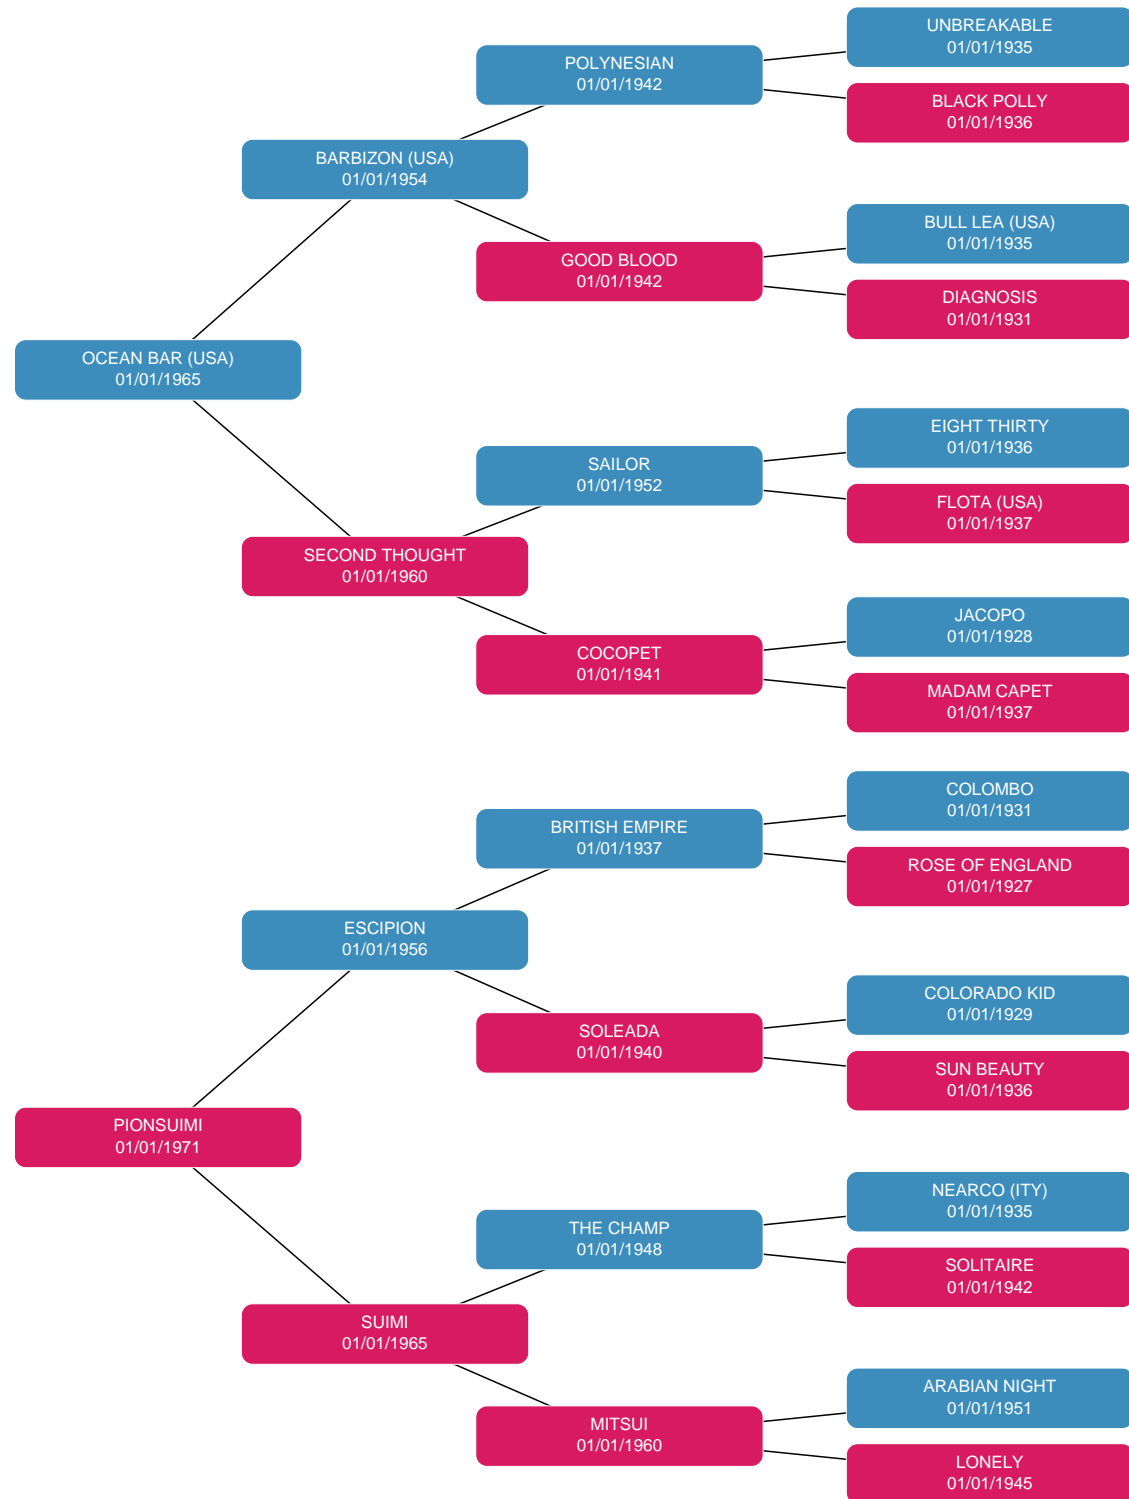 UNBREAKABLE
01/01/1935
POLYNESIAN
01/01/1942
BLACK POLLY
01/01/1936
BARBIZON (USA)
01/01/1954
BULL LEA (USA)
01/01/1935
GOOD BLOOD
01/01/1942
DIAGNOSIS
01/01/1931
OCEAN BAR (USA)
01/01/1965
EIGHT THIRTY
01/01/1936
SAILOR
01/01/1952
FLOTA (USA)
01/01/1937
SECOND THOUGHT
01/01/1960
JACOPO
01/01/1928
COCOPET
01/01/1941
MADAM CAPET
01/01/1937
COLOMBO
01/01/1931
BRITISH EMPIRE
01/01/1937
ROSE OF ENGLAND
01/01/1927
ESCIPION
01/01/1956
COLORADO KID
01/01/1929
SOLEADA
01/01/1940
SUN BEAUTY
01/01/1936
PIONSUIMI
01/01/1971
NEARCO (ITY)
01/01/1935
THE CHAMP
01/01/1948
SOLITAIRE
01/01/1942
SUIMI
01/01/1965
ARABIAN NIGHT
01/01/1951
MITSUI
01/01/1960
LONELY
01/01/1945